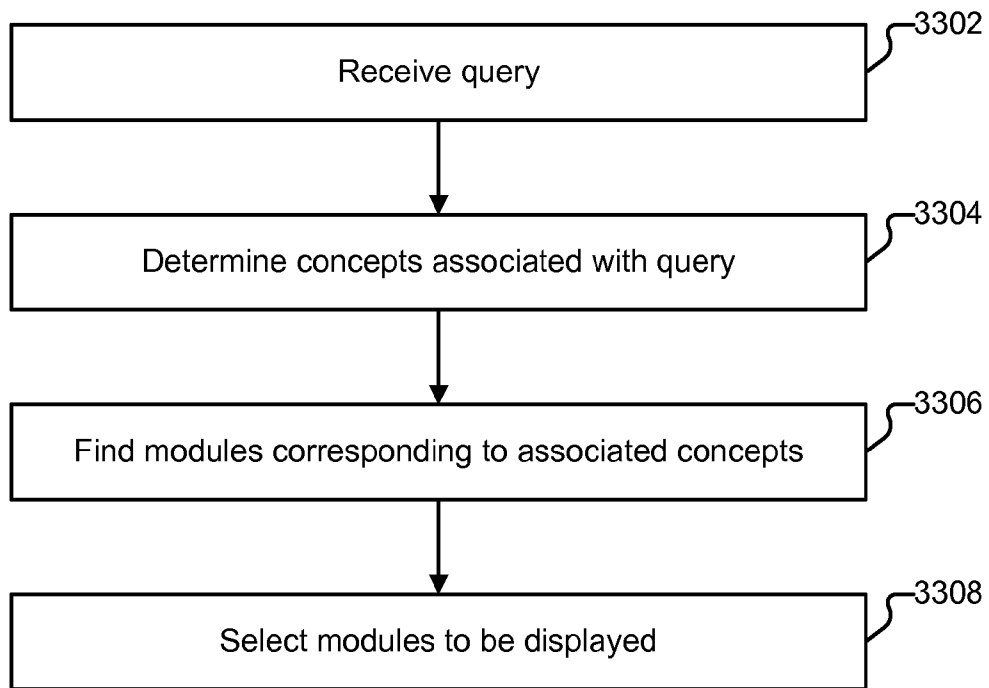 3302
Receive query
3304
Determine concepts associated with query
3306
Find modules corresponding to associated concepts
3308
Select modules to be displayed